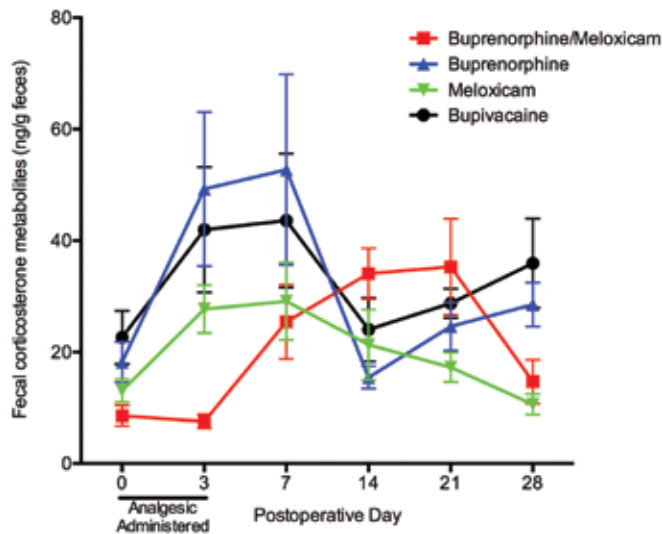 80
60
40
20
0
Fecal corticosterone metabolites (ng/g feces)
Buprenorphine/Meloxicam
Buprenorphine
Meloxicam
Bupivacaine
0 3 7 14 21 28
Analgesic
Administered
Postoperative Day